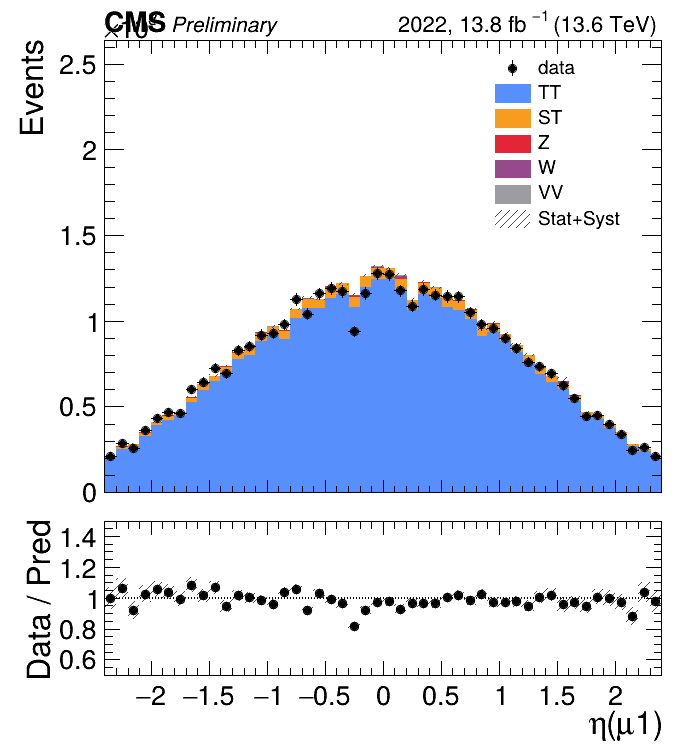 CMS Preliminary 2022, 13.8 fb⁻¹ (13.6 TeV)
Events
2.5
2
1.5
1
0.5
0
data
TT
ST
Z
W
VV
Stat+Syst
Data / Pred
1.4
1.2
1
0.8
0.6
−2 −1.5 −1 −0.5 0 0.5 1 1.5 2
η(μ1)